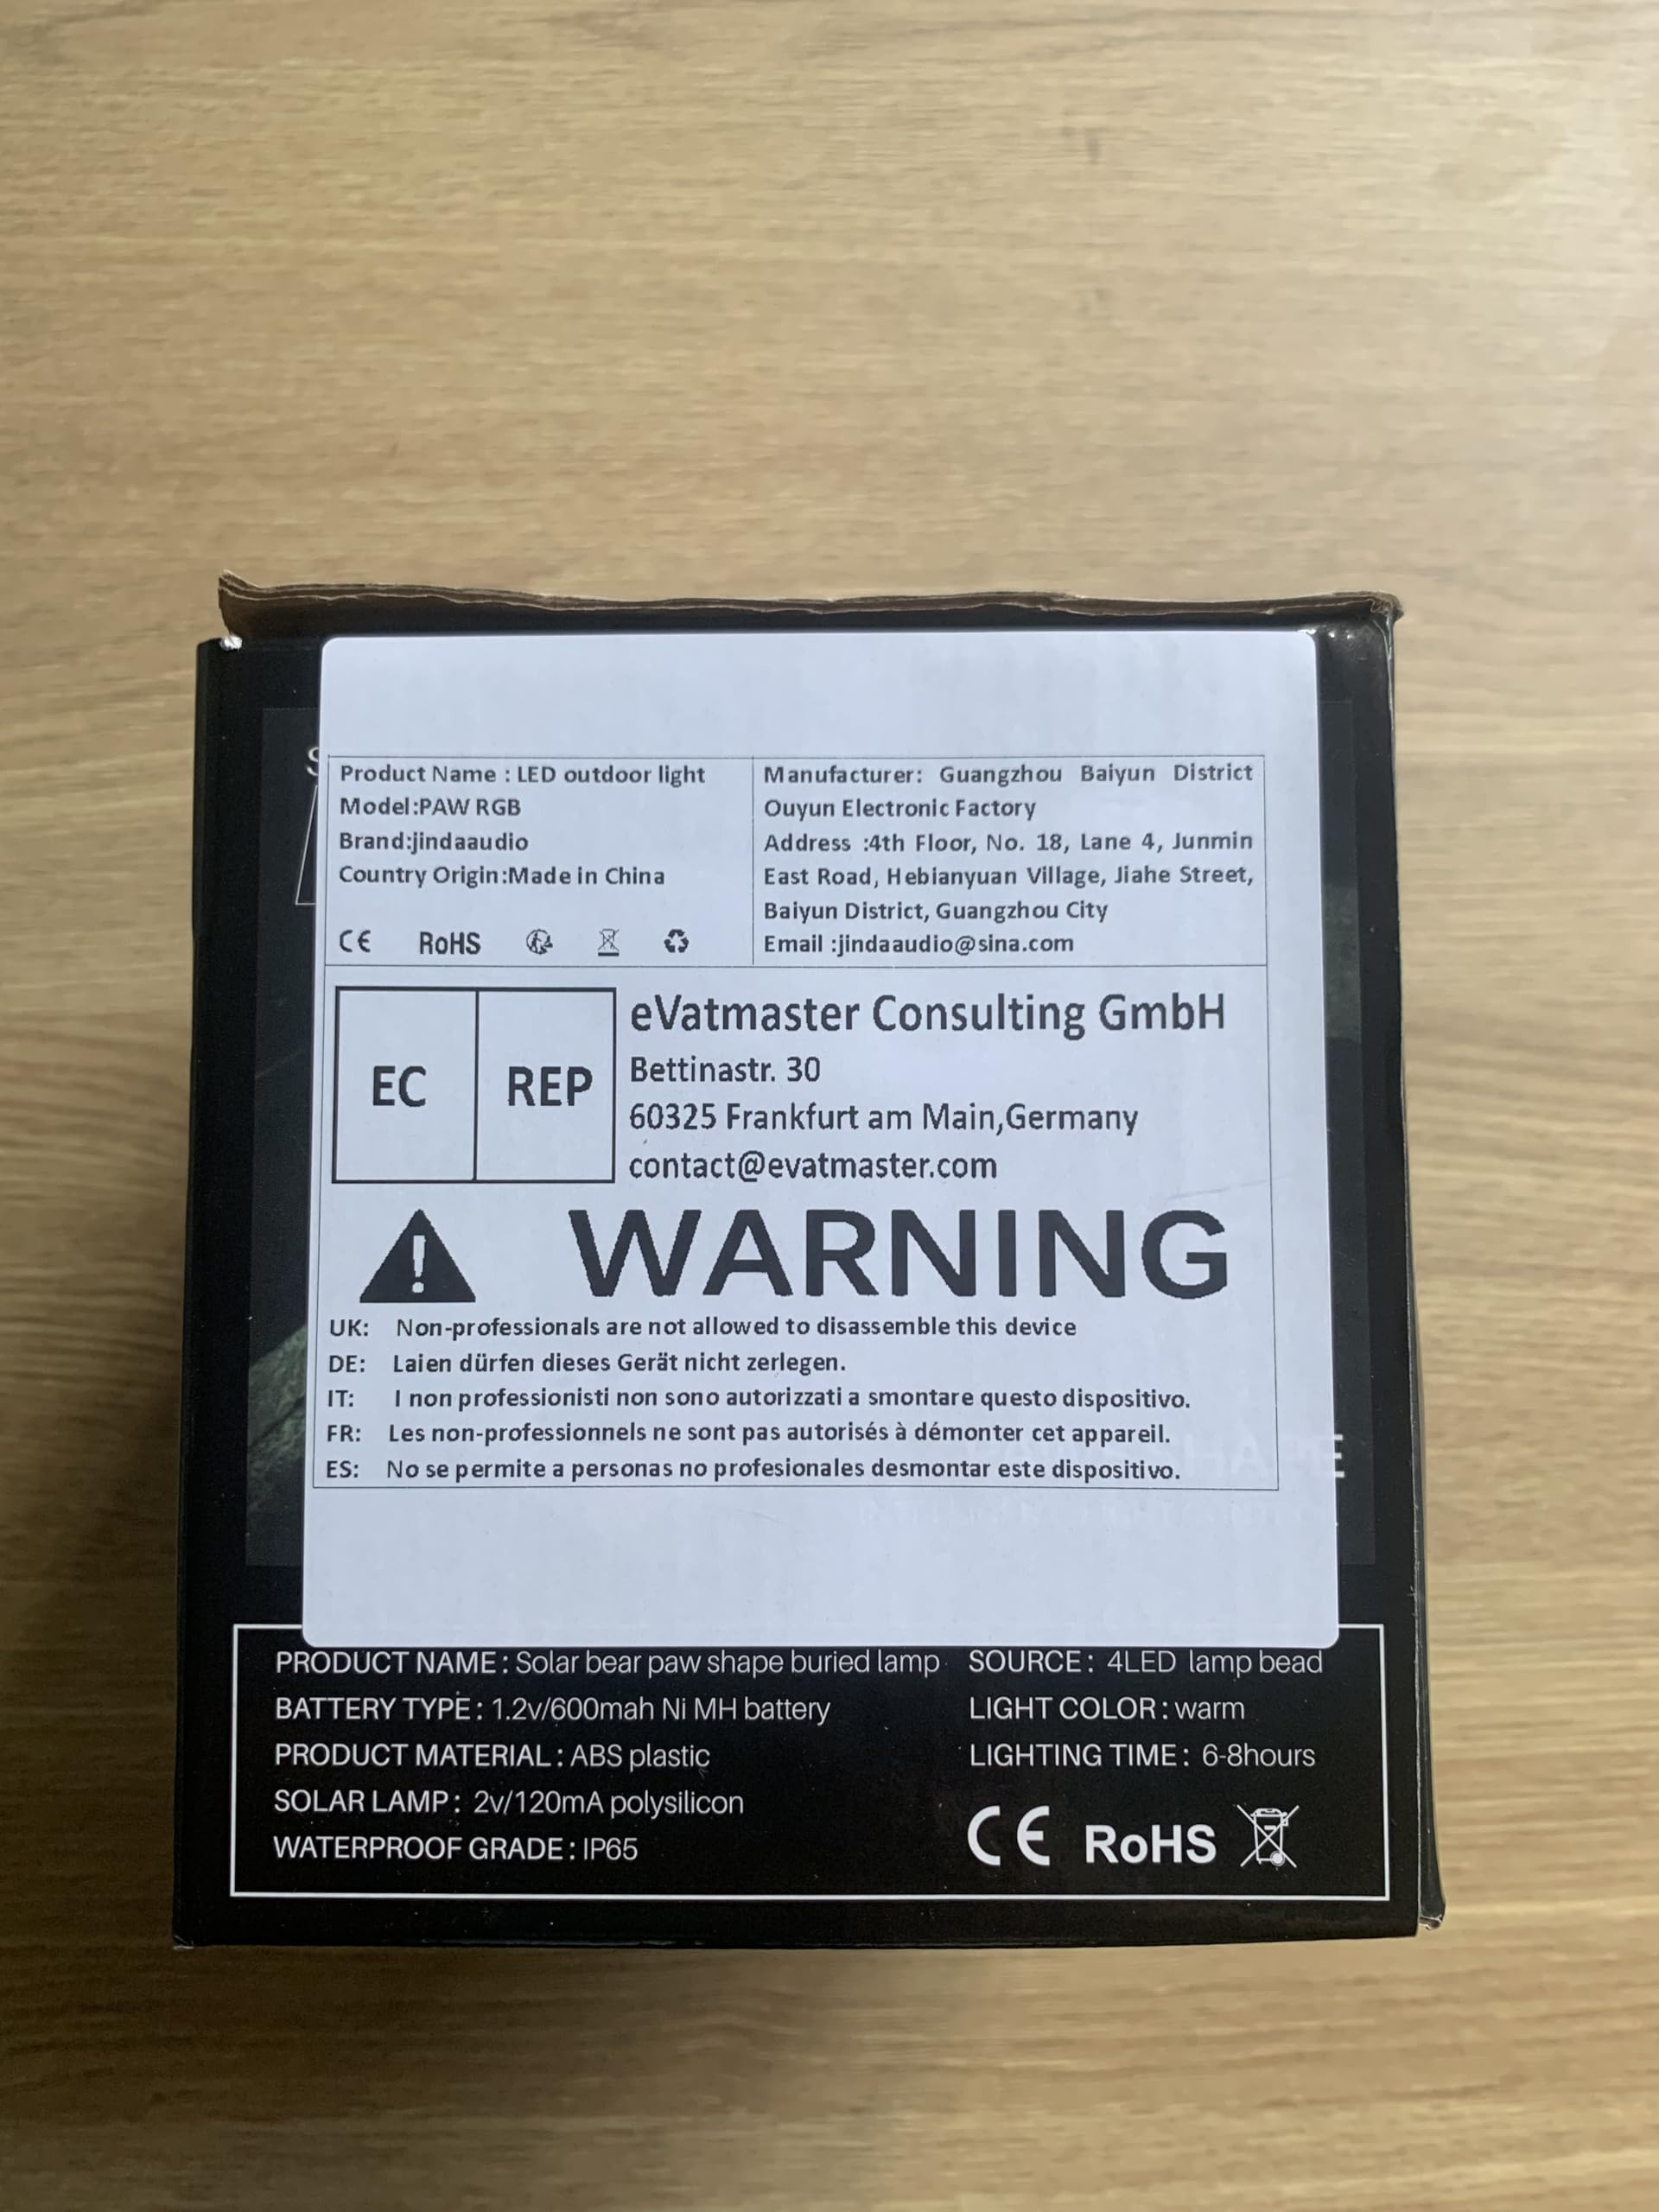 Product Name : LED outdoor light
Model:PAW RGB
Brand:jindaaudio
Country Origin:Made in China
CE RoHS
Manufacturer: Guangzhou Baiyun District
Ouyun Electronic Factory
Address :4th Floor, No. 18, Lane 4, Junmin
East Road, Hebianyuan Village, Jiahe Street,
Baiyun District, Guangzhou City
Email :jindaaudio@sina.com
EC REP
eVatmaster Consulting GmbH
Bettinastr. 30
60325 Frankfurt am Main,Germany
contact@evatmaster.com
WARNING
UK: Non-professionals are not allowed to disassemble this device
DE: Laien dürfen dieses Gerät nicht zerlegen.
IT: I non professionisti non sono autorizzati a smontare questo dispositivo.
FR: Les non-professionnels ne sont pas autorisés à démonter cet appareil.
ES: No se permite a personas no profesionales desmontar este dispositivo.
PRODUCT NAME: Solar bear paw shape buried lamp
BATTERY TYPE: 1.2v/600mah Ni MH battery
PRODUCT MATERIAL: ABS plastic
SOLAR LAMP: 2v/120mA polysilicon
WATERPROOF GRADE: IP65
SOURCE: 4LED lamp bead
LIGHT COLOR: warm
LIGHTING TIME: 6-8hours
CE RoHS